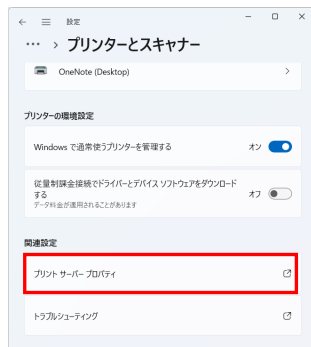 設定
… > プリンターとスキャナー
OneNote (Desktop)
プリンターの環境設定
Windows で通常使うプリンターを管理する オン
従量制課金接続でドライバーとデバイス ソフトウェアをダウンロード
する
オフ
データ料金が適用されることがあります
関連設定
プリント サーバー プロパティ
トラブルシューティング